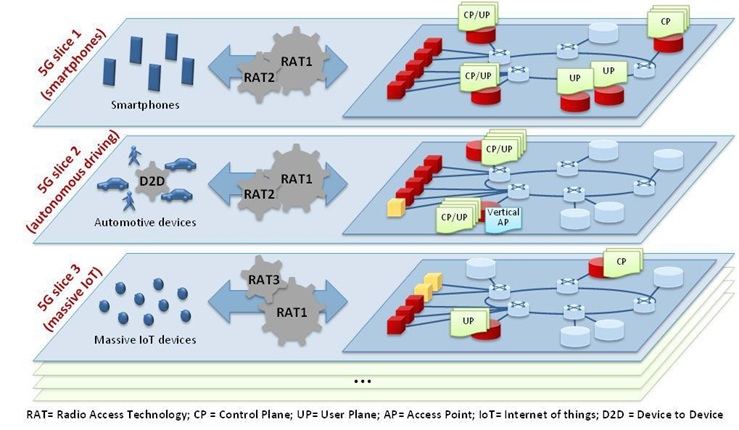 5G slice 1
(smartphones)
Smartphones
RAT2
RAT1
CP/UP
CP
CP/UP
UP
UP
5G slice 2
(autonomous driving)
D2D
Automotive devices
RAT2
RAT1
CP/UP
CP/UP
Vertical
AP
5G slice 3
(massive IoT)
Massive IoT devices
RAT3
RAT1
CP
UP
...
RAT= Radio Access Technology; CP = Control Plane; UP= User Plane; AP= Access Point; IoT= Internet of things; D2D = Device to Device